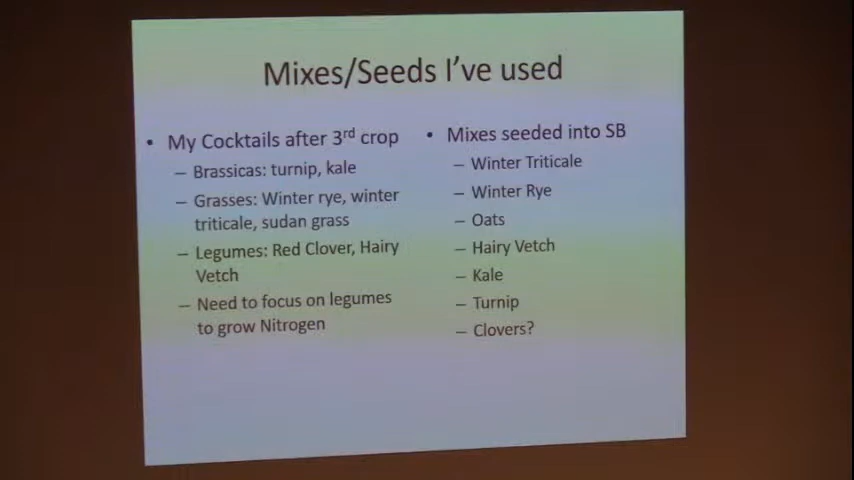 Mixes/Seeds I've used
• My Cocktails after 3rd crop
– Brassicas: turnip, kale
– Grasses: Winter rye, winter
triticale, sudan grass
– Legumes: Red Clover, Hairy
Vetch
– Need to focus on legumes
to grow Nitrogen
• Mixes seeded into SB
– Winter Triticale
– Winter Rye
– Oats
– Hairy Vetch
– Kale
– Turnip
– Clovers?